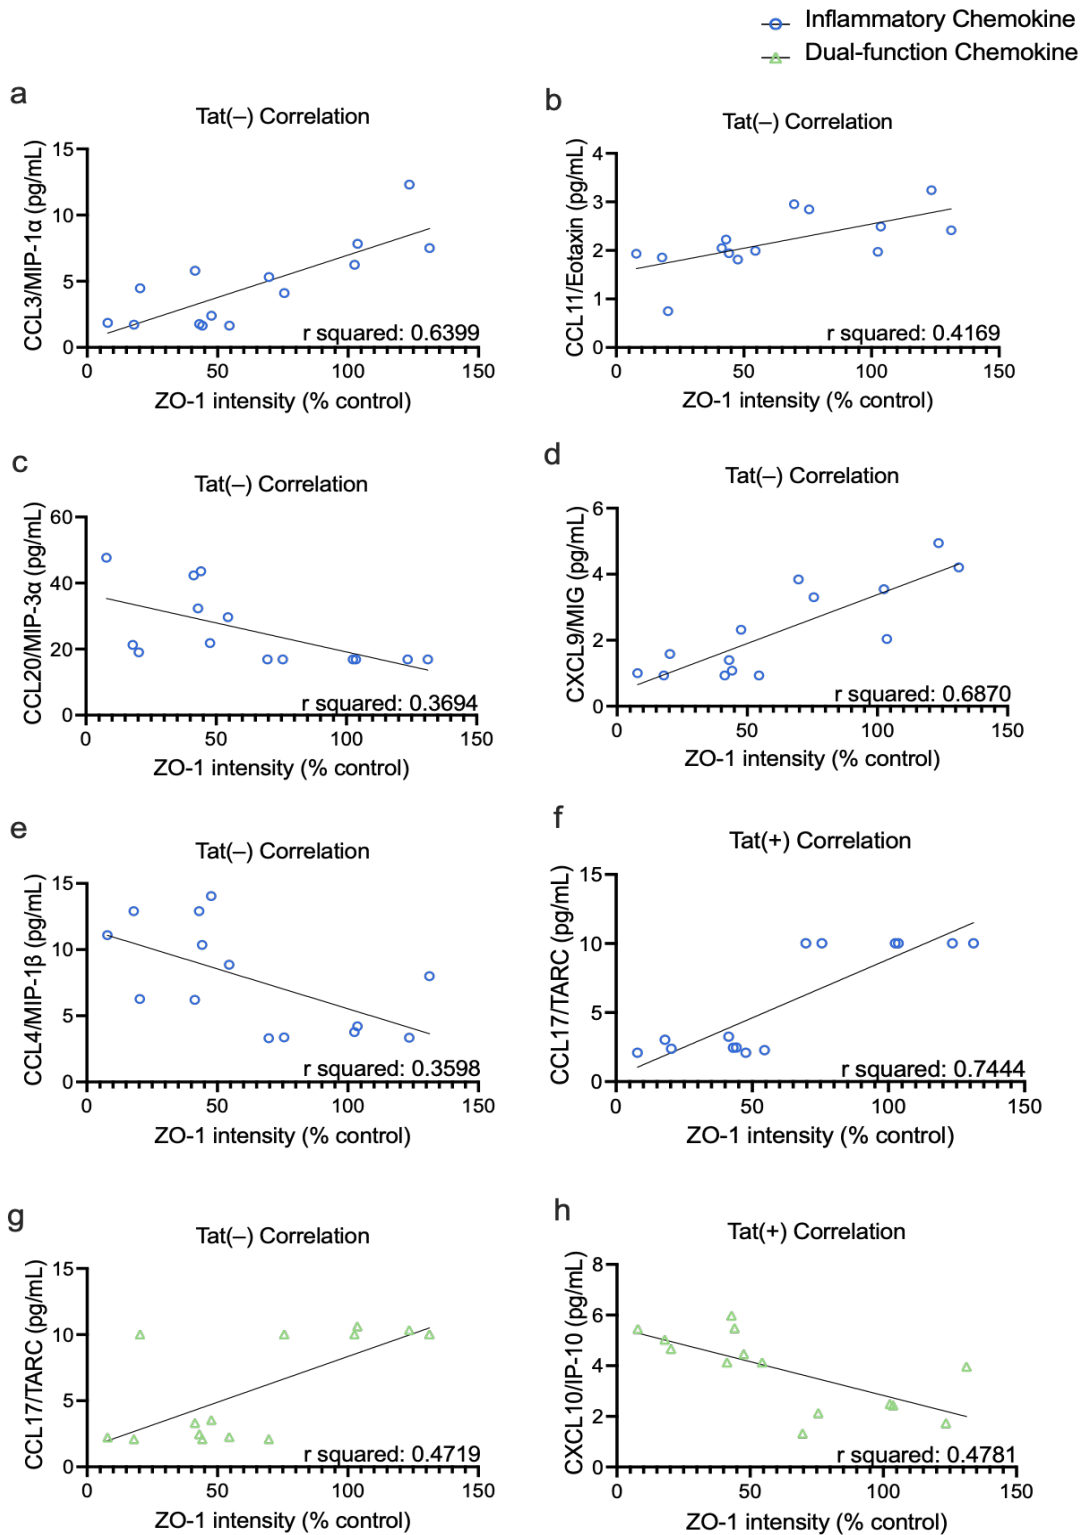 Inflammatory Chemokine
Dual-function Chemokine
a
Tat(–) Correlation
CCL3/MIP-1α (pg/mL)
15
10
5
0
r squared: 0.6399
0 50 100 150
ZO-1 intensity (% control)
b
Tat(–) Correlation
CCL11/Eotaxin (pg/mL)
4
3
2
1
0
r squared: 0.4169
0 50 100 150
ZO-1 intensity (% control)
c
Tat(–) Correlation
CCL20/MIP-3α (pg/mL)
60
40
20
0
r squared: 0.3694
0 50 100 150
ZO-1 intensity (% control)
d
Tat(–) Correlation
CXCL9/MIG (pg/mL)
6
4
2
0
r squared: 0.6870
0 50 100 150
ZO-1 intensity (% control)
e
Tat(–) Correlation
CCL4/MIP-1β (pg/mL)
15
10
5
0
r squared: 0.3598
0 50 100 150
ZO-1 intensity (% control)
f
Tat(+) Correlation
CCL17/TARC (pg/mL)
15
10
5
0
r squared: 0.7444
0 50 100 150
ZO-1 intensity (% control)
g
Tat(–) Correlation
CCL17/TARC (pg/mL)
15
10
5
0
r squared: 0.4719
0 50 100 150
ZO-1 intensity (% control)
h
Tat(+) Correlation
CXCL10/IP-10 (pg/mL)
8
6
4
2
0
r squared: 0.4781
0 50 100 150
ZO-1 intensity (% control)